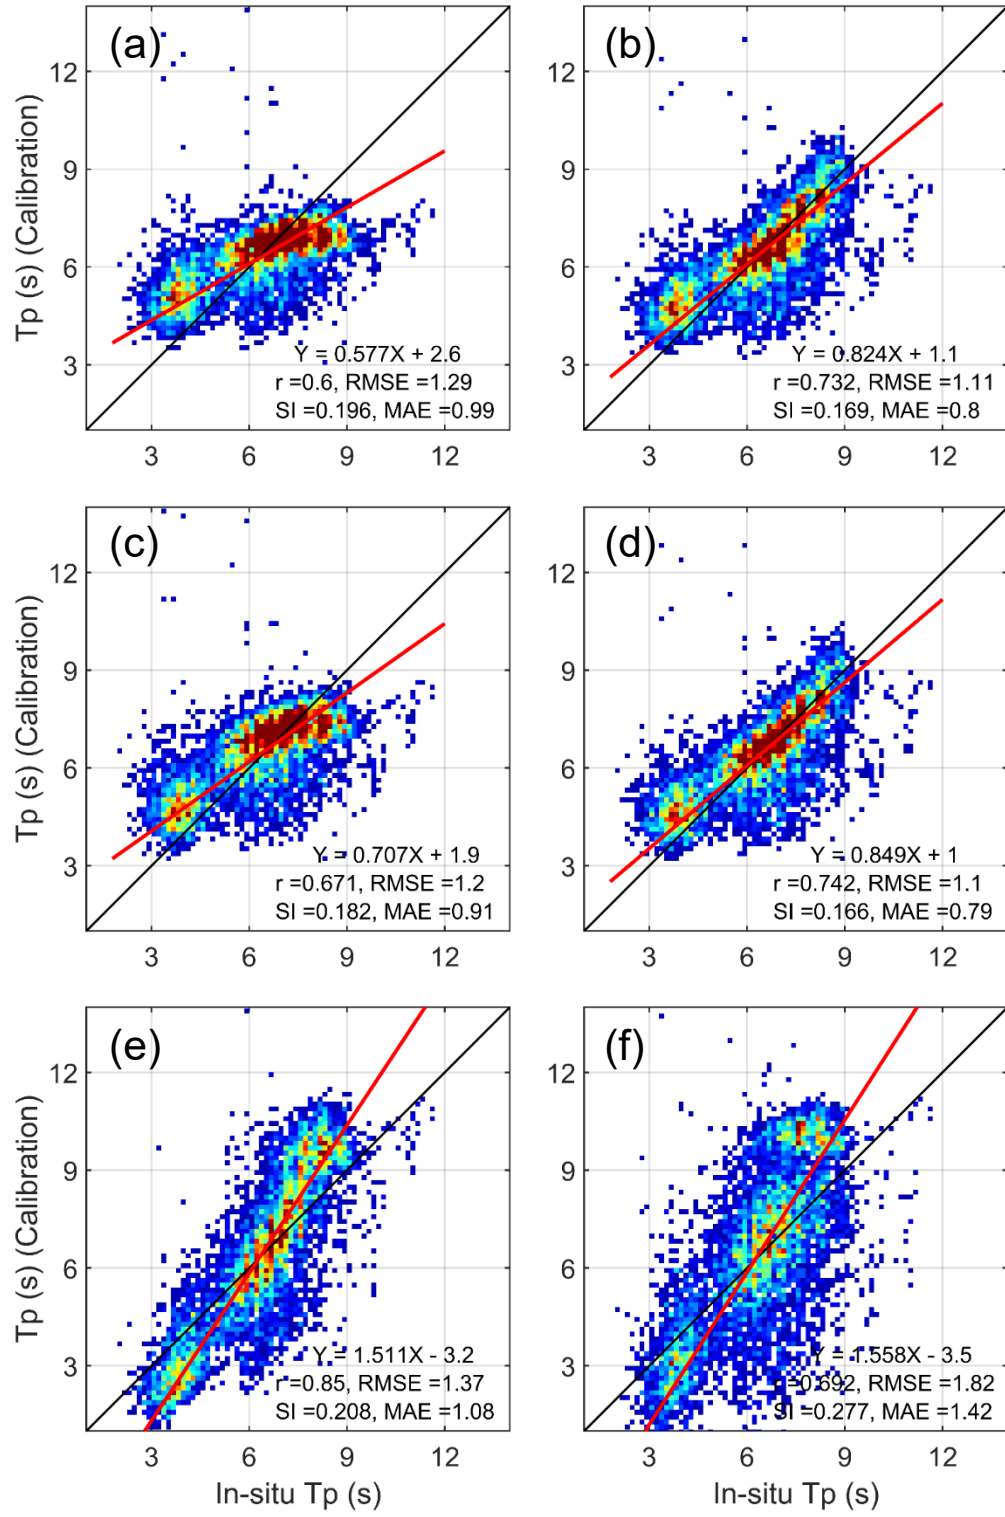 (a)
12
9
6
3
Tp (s) (Calibration)
Y = 0.577X + 2.6
r =0.6, RMSE =1.29
SI =0.196, MAE =0.99
3 6 9 12
(b)
12
9
6
3
Y = 0.824X + 1.1
r =0.732, RMSE =1.11
SI =0.169, MAE =0.8
3 6 9 12
(c)
12
9
6
3
Tp (s) (Calibration)
Y = 0.707X + 1.9
r =0.671, RMSE =1.2
SI =0.182, MAE =0.91
3 6 9 12
(d)
12
9
6
3
Y = 0.849X + 1
r =0.742, RMSE =1.1
SI =0.166, MAE =0.79
3 6 9 12
(e)
12
9
6
3
Tp (s) (Calibration)
Y = 1.511X - 3.2
r =0.85, RMSE =1.37
SI =0.208, MAE =1.08
3 6 9 12
In-situ Tp (s)
(f)
12
9
6
3
Y = 1.558X - 3.5
r =0.692, RMSE =1.82
SI =0.277, MAE =1.42
3 6 9 12
In-situ Tp (s)